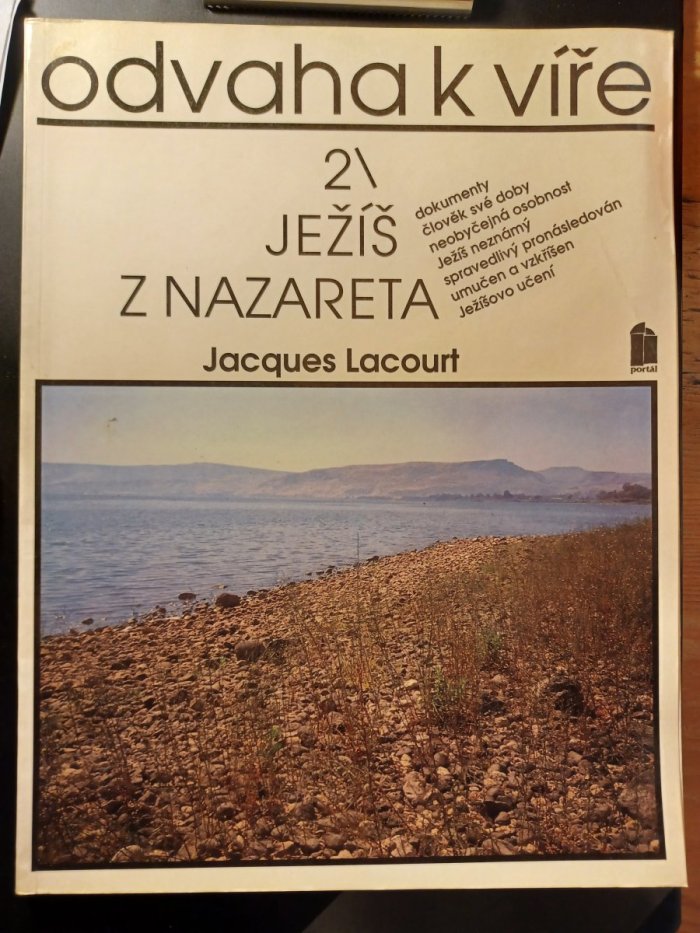 odvaha k víře
2\
JEŽÍŠ
Z NAZARETA
dokumenty
člověk své doby
neobyčejná osobnost
Ježíš neznámý
spravedlivý pronásledován
umučen a vzkříšen
Ježíšovo učení
Jacques Lacourt
portál